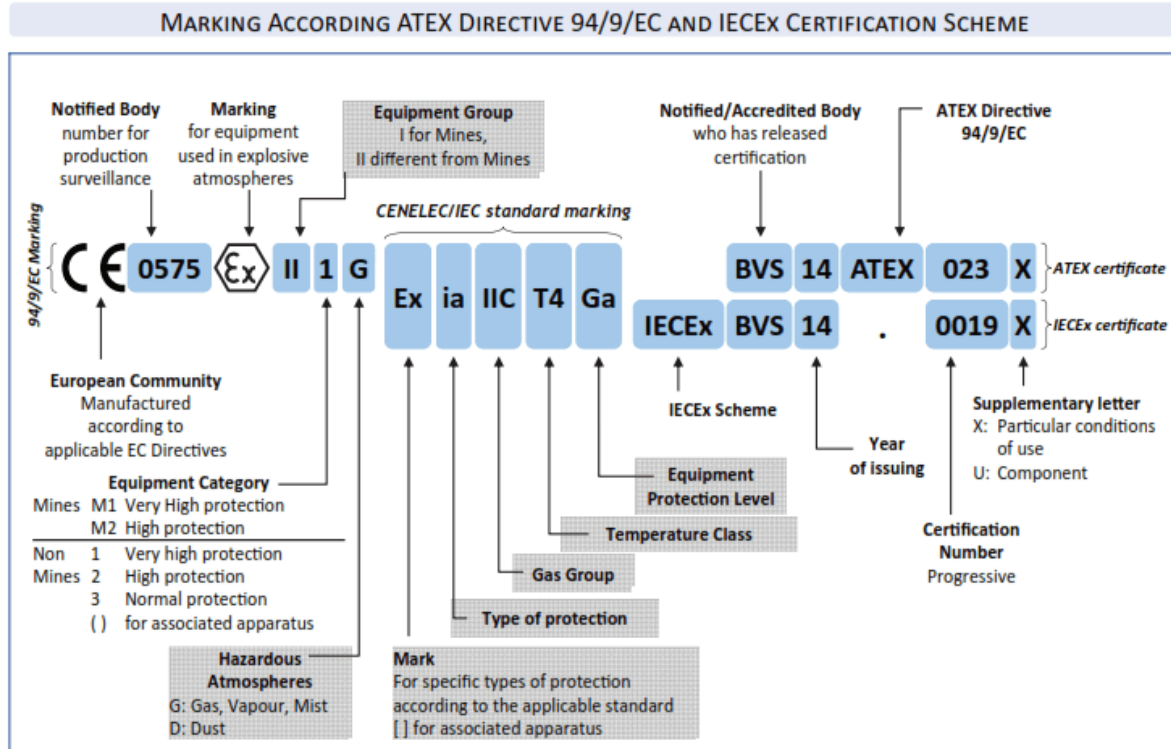 MARKING ACCORDING ATEX DIRECTIVE 94/9/EC AND IECEX CERTIFICATION SCHEME
Notified Body
number for
production
surveillance
Marking
for equipment
used in explosive
atmospheres
Equipment Group
I for Mines,
II different from Mines
Notified/Accredited Body
who has released
certification
ATEX Directive
94/9/EC
CENELEC/IEC standard marking
94/9/EC Marking
CE 0575 Ex II 1 G
Ex ia IIC T4 Ga
BVS 14 ATEX 023 X
ATEX certificate
IECEx BVS 14 . 0019 X
IECEx certificate
European Community
Manufactured
according to
applicable EC Directives
IECEx Scheme
Year
of issuing
Supplementary letter
X: Particular conditions
of use
U: Component
Equipment Category
Mines M1 Very High protection
M2 High protection
Non 1 Very high protection
Mines 2 High protection
3 Normal protection
( ) for associated apparatus
Equipment
Protection Level
Temperature Class
Gas Group
Type of protection
Certification
Number
Progressive
Hazardous
Atmospheres
G: Gas, Vapour, Mist
D: Dust
Mark
For specific types of protection
according to the applicable standard
[ ] for associated apparatus